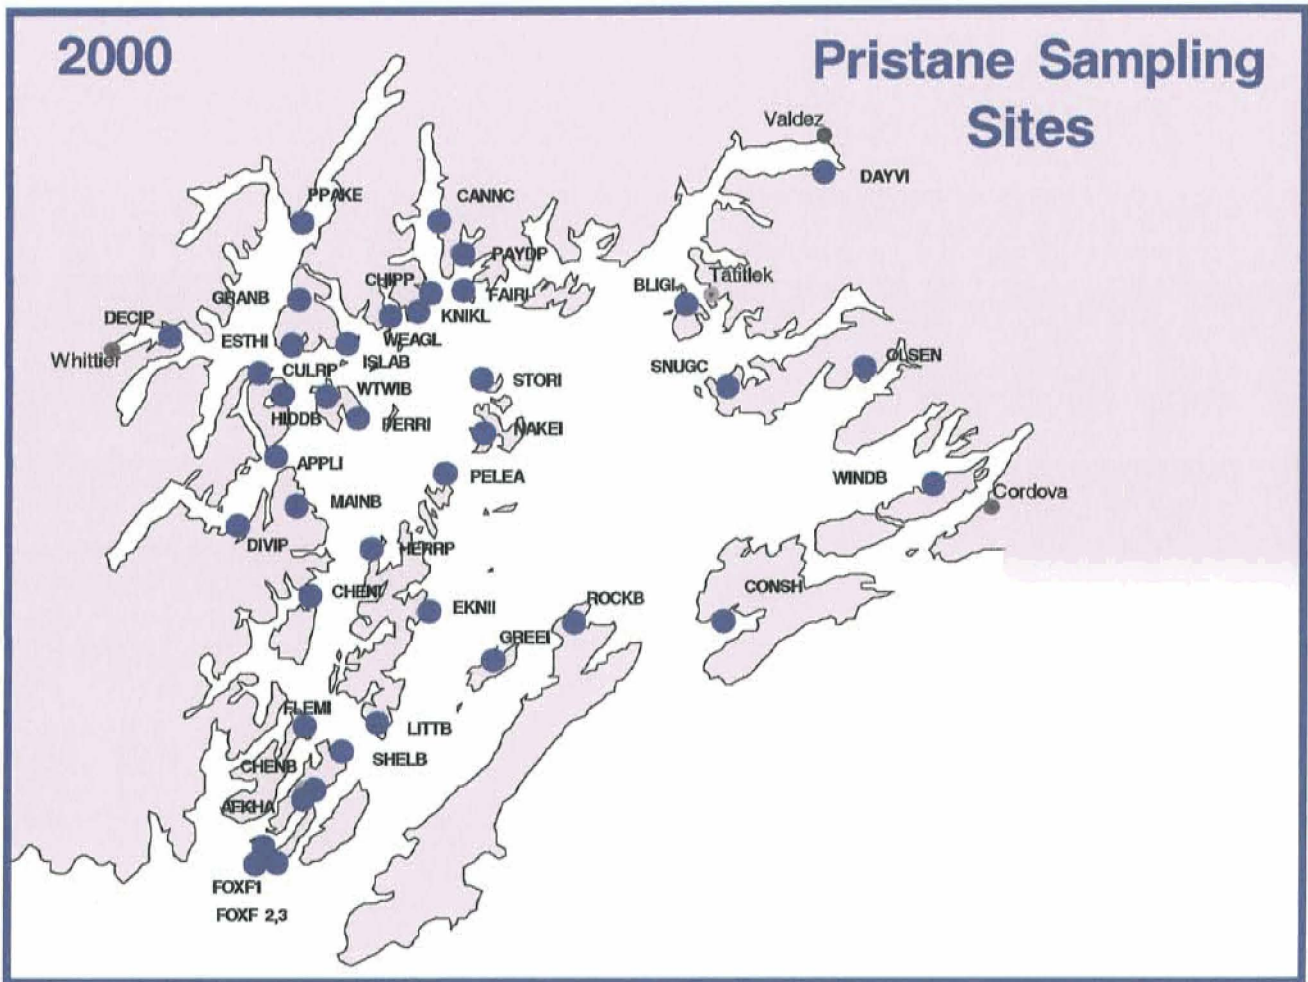 2000
Pristane Sampling
Sites
Valdez
DAYVI
PPAKE
CANNC
PAYDP
CHIPP
FAIRI
Tatitlek
BLIGI
GRANB
KNIKL
DECIP
ESTHI
WEAGL
Whittier
ISLAB
OLSEN
CULRP
SNUGC
STORI
WTWIB
HIDDB
PERRI
NAKEI
APPLI
PELEA
WINDB
Cordova
MAINB
DIVIP
HERRP
CHENI
CONSH
ROCKB
EKNII
GREEI
FLEMI
LITTB
SHELB
CHENB
AFKHA
FOXF1
FOXF 2,3